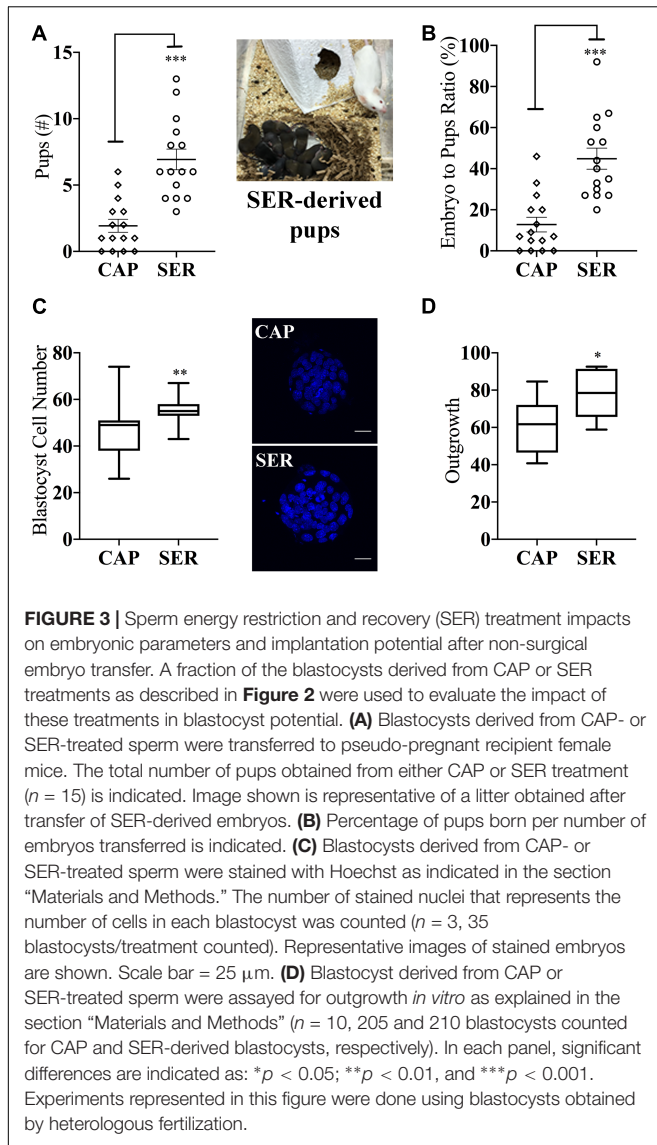 A
Pups (#)
15
10
5
0
***
CAP
SER
SER-derived
pups
B
Embryo to Pups Ratio (%)
100
80
60
40
20
0
***
CAP
SER
C
Blastocyst Cell Number
80
60
40
20
0
**
CAP
SER
CAP
SER
D
Outgrowth
100
80
60
40
20
0
*
CAP
SER
FIGURE 3 | Sperm energy restriction and recovery (SER) treatment impacts
on embryonic parameters and implantation potential after non-surgical
embryo transfer. A fraction of the blastocysts derived from CAP or SER
treatments as described in Figure 2 were used to evaluate the impact of
these treatments in blastocyst potential. (A) Blastocysts derived from CAP- or
SER-treated sperm were transferred to pseudo-pregnant recipient female
mice. The total number of pups obtained from either CAP or SER treatment
(n = 15) is indicated. Image shown is representative of a litter obtained after
transfer of SER-derived embryos. (B) Percentage of pups born per number of
embryos transferred is indicated. (C) Blastocysts derived from CAP- or
SER-treated sperm were stained with Hoechst as indicated in the section
“Materials and Methods.” The number of stained nuclei that represents the
number of cells in each blastocyst was counted (n = 3, 35
blastocysts/treatment counted). Representative images of stained embryos
are shown. Scale bar = 25 μm. (D) Blastocyst derived from CAP or
SER-treated sperm were assayed for outgrowth in vitro as explained in the
section “Materials and Methods” (n = 10, 205 and 210 blastocysts counted
for CAP and SER-derived blastocysts, respectively). In each panel, significant
differences are indicated as: *p < 0.05; **p < 0.01, and ***p < 0.001.
Experiments represented in this figure were done using blastocysts obtained
by heterologous fertilization.